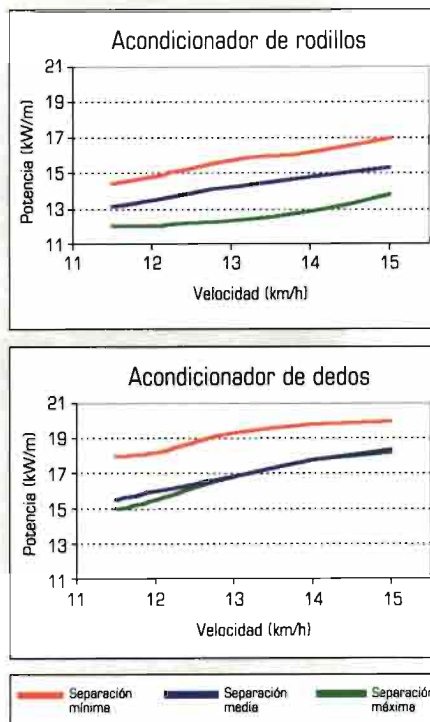 Acondicionador de rodillos
21
19
17
15
13
11
Potencia (kW/m)
11 12 13 14 15
Velocidad (km/h)
Acondicionador de dedos
21
19
17
15
13
11
Potencia (kW/m)
11 12 13 14 15
Velocidad (km/h)
Separación mínima
Separación media
Separación máxima